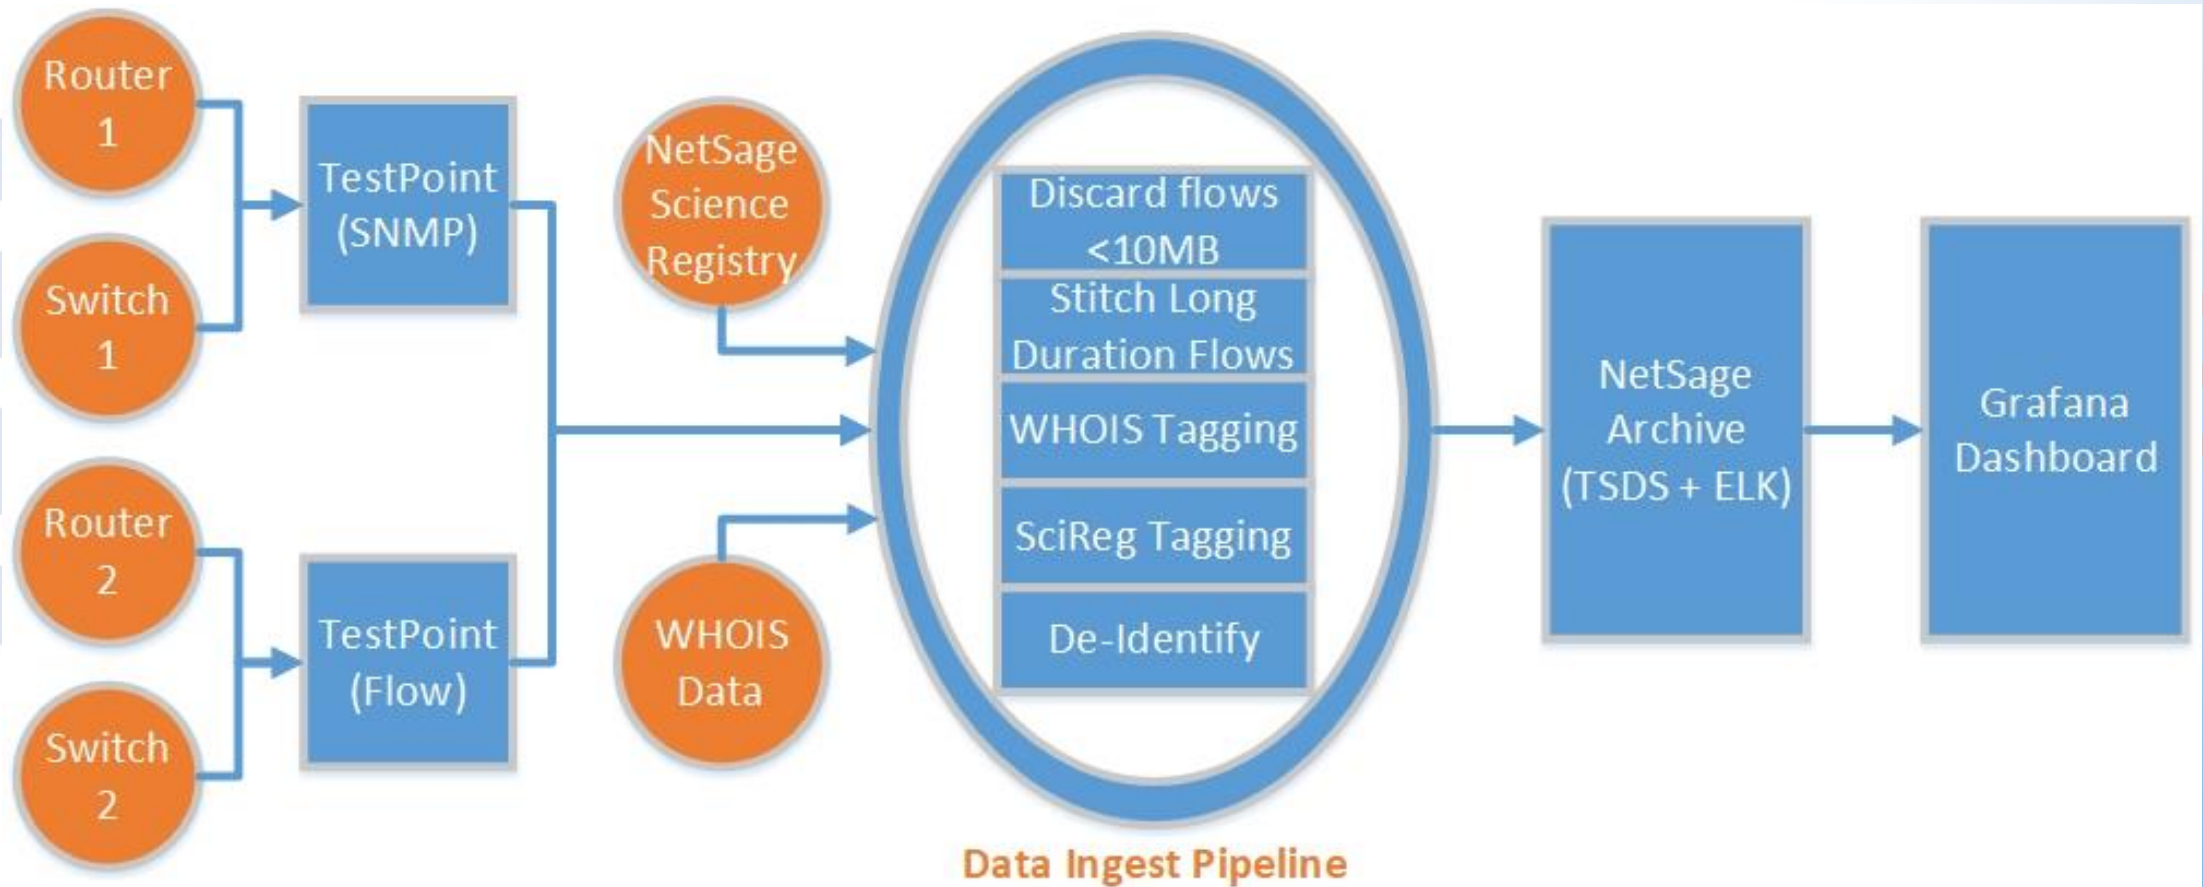 Router
1
Switch
1
Router
2
Switch
2
TestPoint
(SNMP)
TestPoint
(Flow)
NetSage
Science
Registry
WHOIS
Data
Discard flows
<10MB
Stitch Long
Duration Flows
WHOIS Tagging
SciReg Tagging
De-Identify
Data Ingest Pipeline
NetSage
Archive
(TSDS + ELK)
Grafana
Dashboard